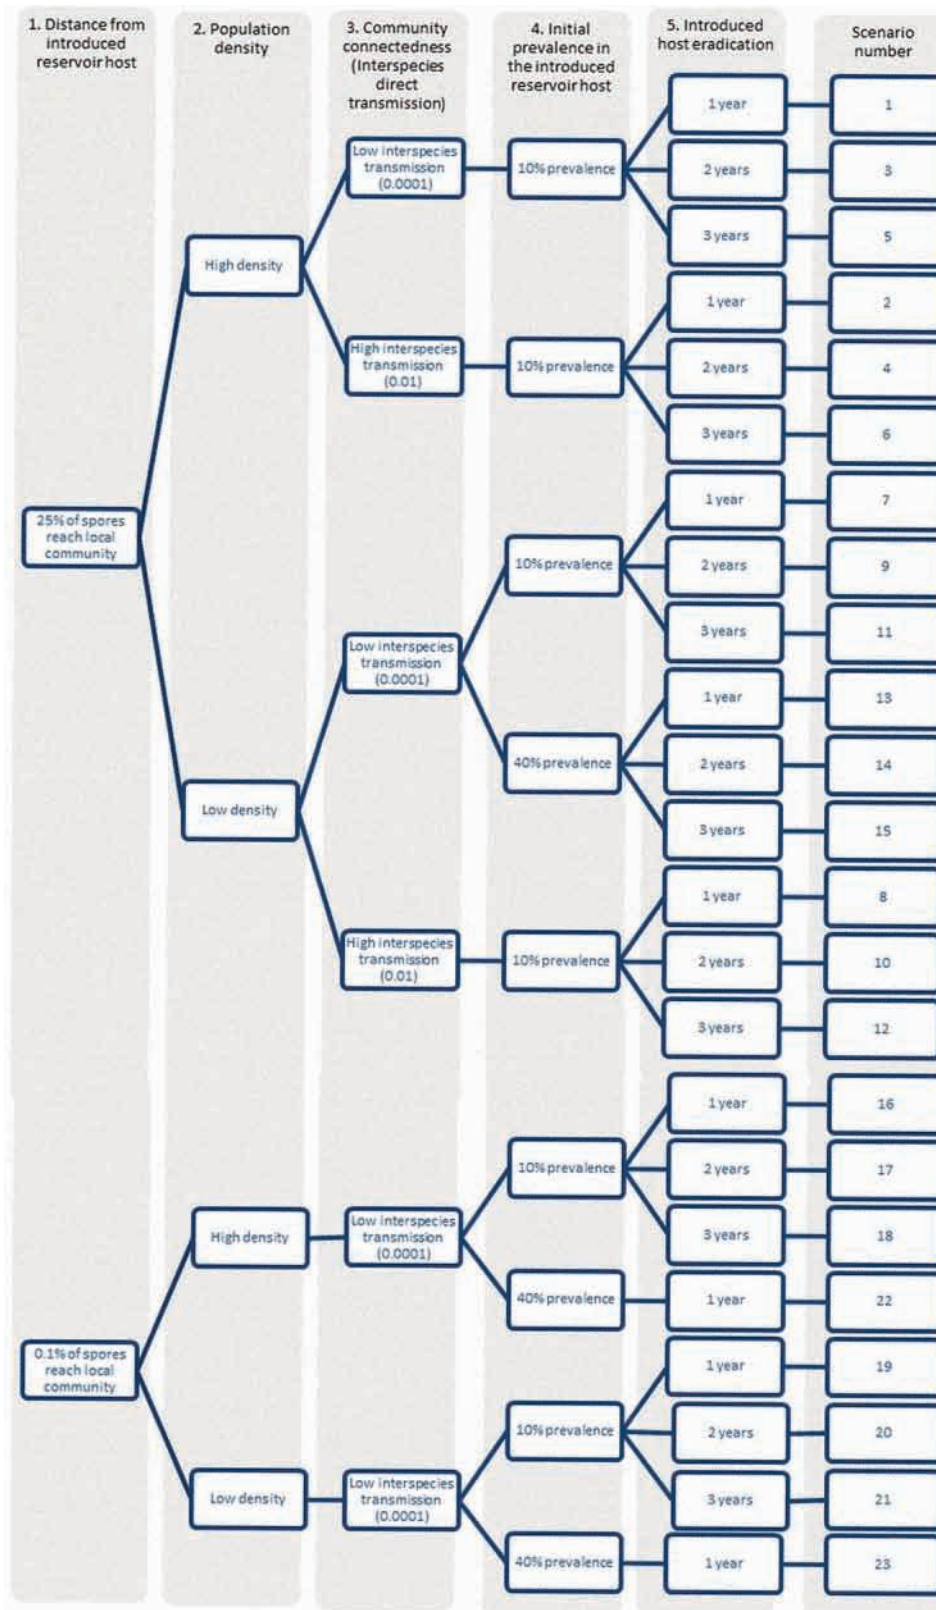 1. Distance from
introduced
reservoir host
2. Population
density
3. Community
connectedness
(Interspecies
direct
transmission)
4. Initial
prevalence in
the introduced
reservoir host
5. Introduced
host eradication
Scenario
number
25% of spores
reach local
community
High density
Low interspecies
transmission
(0.0001)
10% prevalence
1 year
1
2 years
3
3 years
5
High interspecies
transmission
(0.01)
10% prevalence
1 year
2
2 years
4
3 years
6
Low density
Low interspecies
transmission
(0.0001)
10% prevalence
1 year
7
2 years
9
3 years
11
40% prevalence
1 year
13
2 years
14
3 years
15
High interspecies
transmission
(0.01)
10% prevalence
1 year
8
2 years
10
3 years
12
0.1% of spores
reach local
community
High density
Low interspecies
transmission
(0.0001)
10% prevalence
1 year
16
2 years
17
3 years
18
40% prevalence
1 year
22
Low density
Low interspecies
transmission
(0.0001)
10% prevalence
1 year
19
2 years
20
3 years
21
40% prevalence
1 year
23